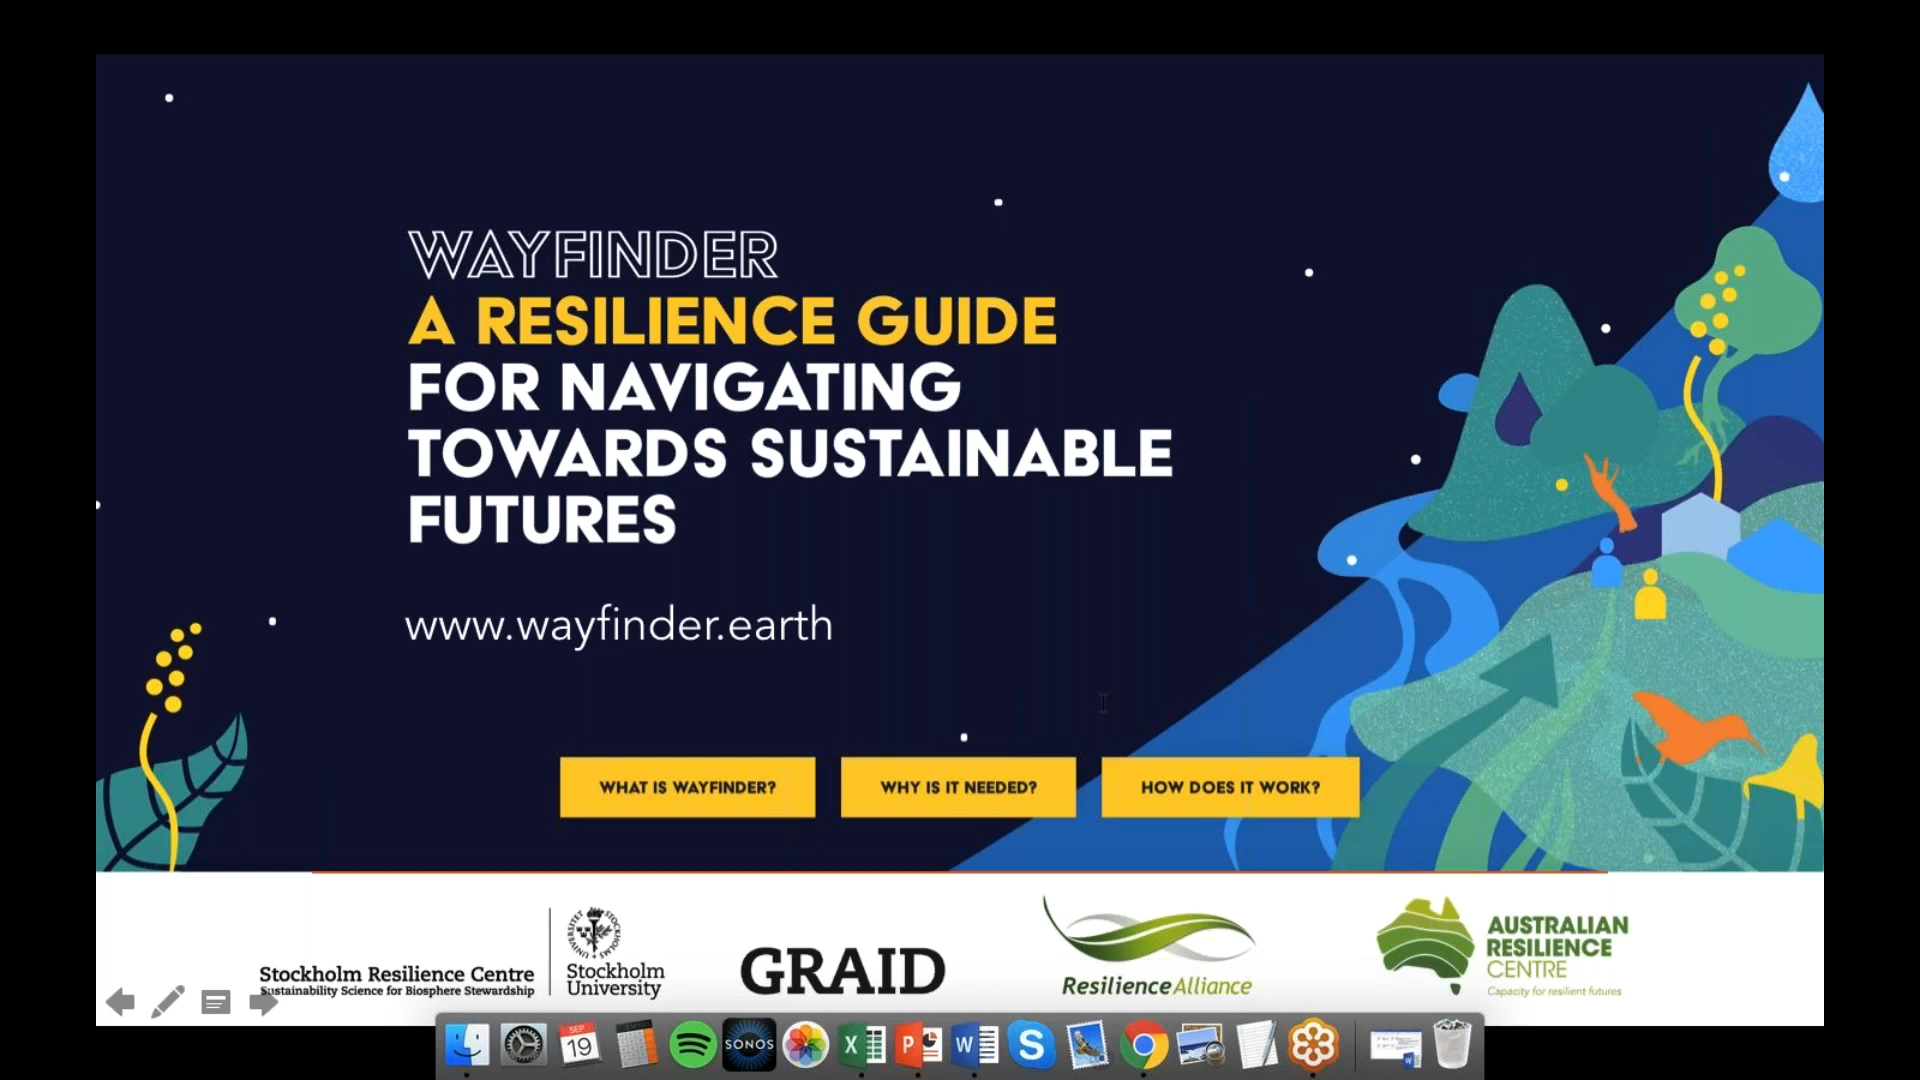 WAYFINDER
A RESILIENCE GUIDE
FOR NAVIGATING
TOWARDS SUSTAINABLE
FUTURES
www.wayfinder.earth
WHAT IS WAYFINDER?
WHY IS IT NEEDED?
HOW DOES IT WORK?
Stockholm Resilience Centre
Sustainability Science for Biosphere Stewardship
Stockholm
University
GRAID
ResilienceAlliance
AUSTRALIAN
RESILIENCE
CENTRE
Capacity for resilient futures
SEP
19
SONOS
X
P
W
S